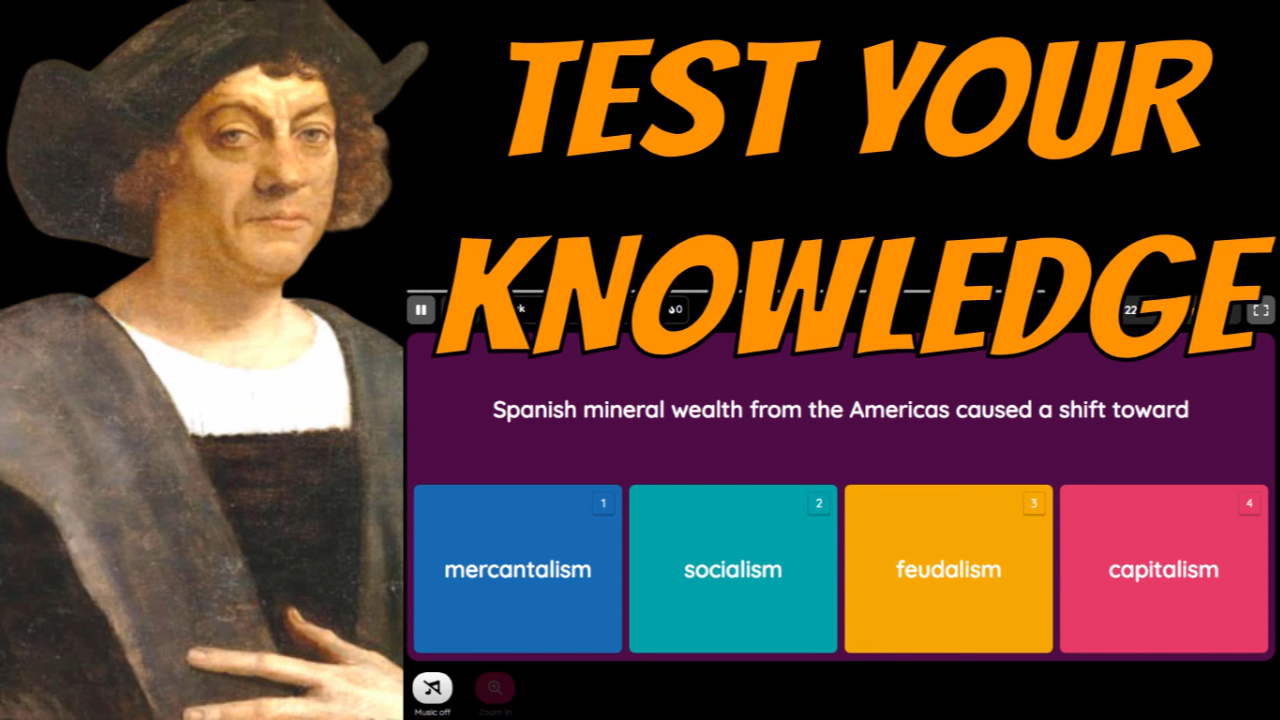 TEST YOUR
KNOWLEDGE
22
0
Spanish mineral wealth from the Americas caused a shift toward
1
2
3
4
mercantalism
socialism
feudalism
capitalism
Music off
Zoom in